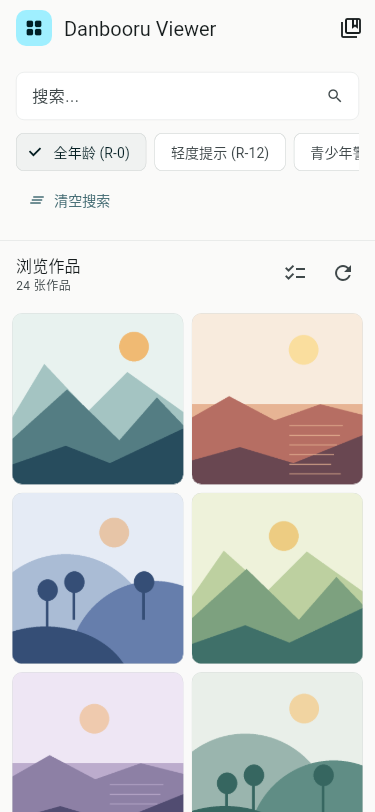 Danbooru Viewer
搜索...
全年龄 (R-0)
轻度提示 (R-12)
青少年
清空搜索
浏览作品
24 张作品